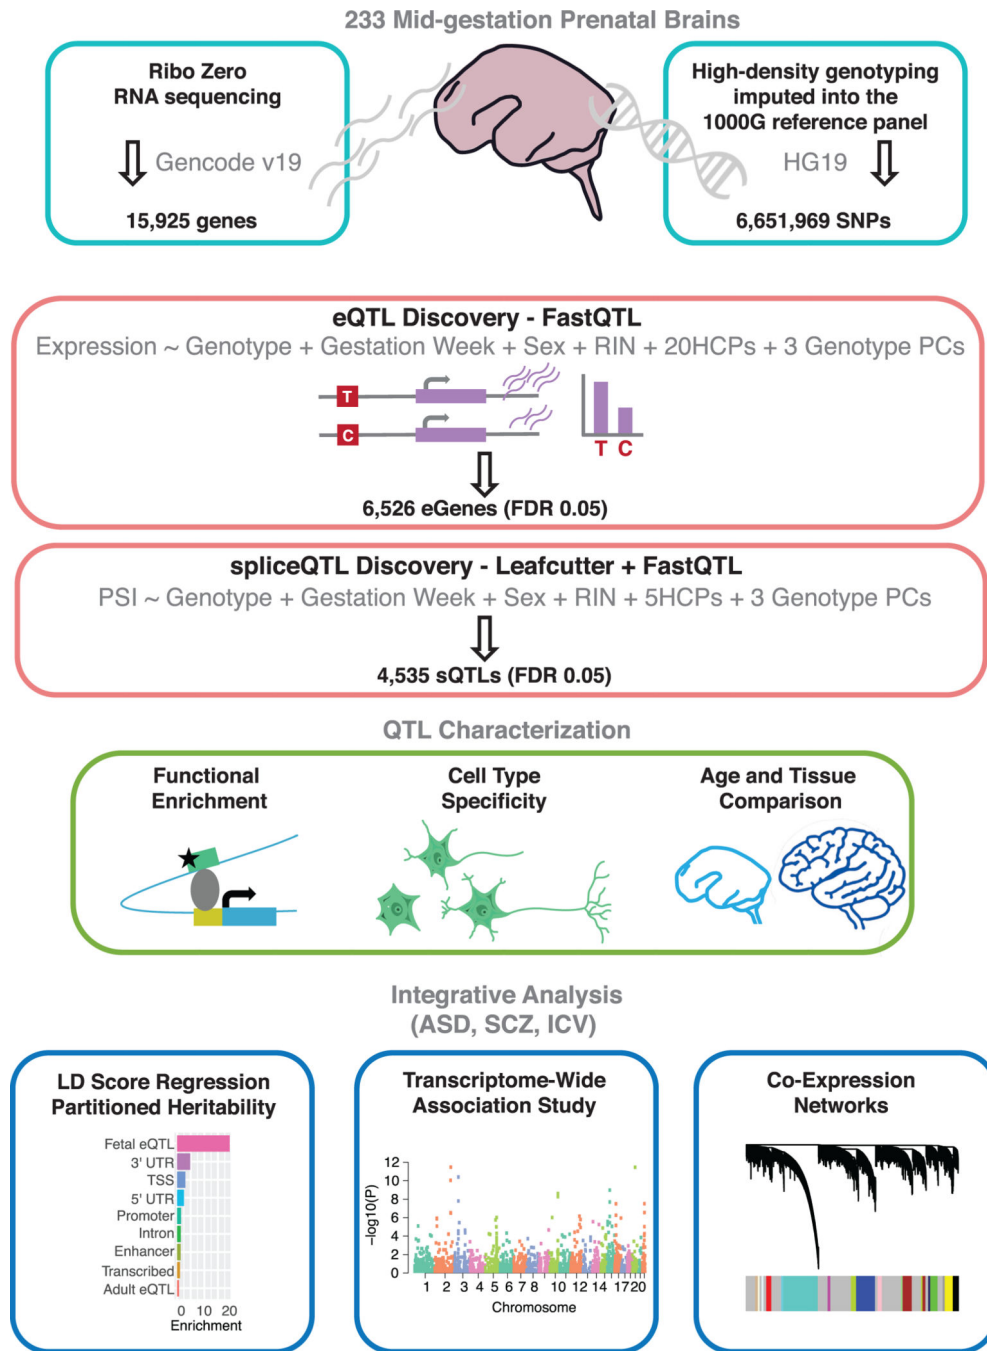 233 Mid-gestation Prenatal Brains
Ribo Zero
RNA sequencing
Gencode v19
15,925 genes
High-density genotyping
imputed into the
1000G reference panel
HG19
6,651,969 SNPs
eQTL Discovery - FastQTL
Expression ~ Genotype + Gestation Week + Sex + RIN + 20HCPs + 3 Genotype PCs
T
C
T C
6,526 eGenes (FDR 0.05)
spliceQTL Discovery - Leafcutter + FastQTL
PSI ~ Genotype + Gestation Week + Sex + RIN + 5HCPs + 3 Genotype PCs
4,535 sQTLs (FDR 0.05)
QTL Characterization
Functional
Enrichment
Cell Type
Specificity
Age and Tissue
Comparison
Integrative Analysis
(ASD, SCZ, ICV)
LD Score Regression
Partitioned Heritability
Fetal eQTL
3' UTR
TSS
5' UTR
Promoter
Intron
Enhancer
Transcribed
Adult eQTL
0 10 20
Enrichment
Transcriptome-Wide
Association Study
−log10(P)
12
10
8
6
4
2
0
1 2 3 4 5 6 7 8 9 10 12 14 17 20
Chromosome
Co-Expression
Networks